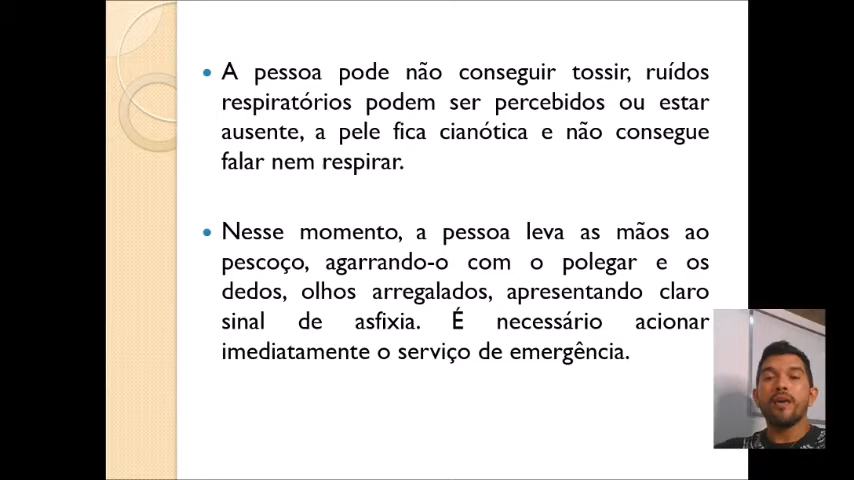 A pessoa pode não conseguir tossir, ruídos
respiratórios podem ser percebidos ou estar
ausente, a pele fica cianótica e não consegue
falar nem respirar.
Nesse momento, a pessoa leva as mãos ao
pescoço, agarrando-o com o polegar e os
dedos, olhos arregalados, apresentando claro
sinal de asfixia. É necessário acionar
imediatamente o serviço de emergência.